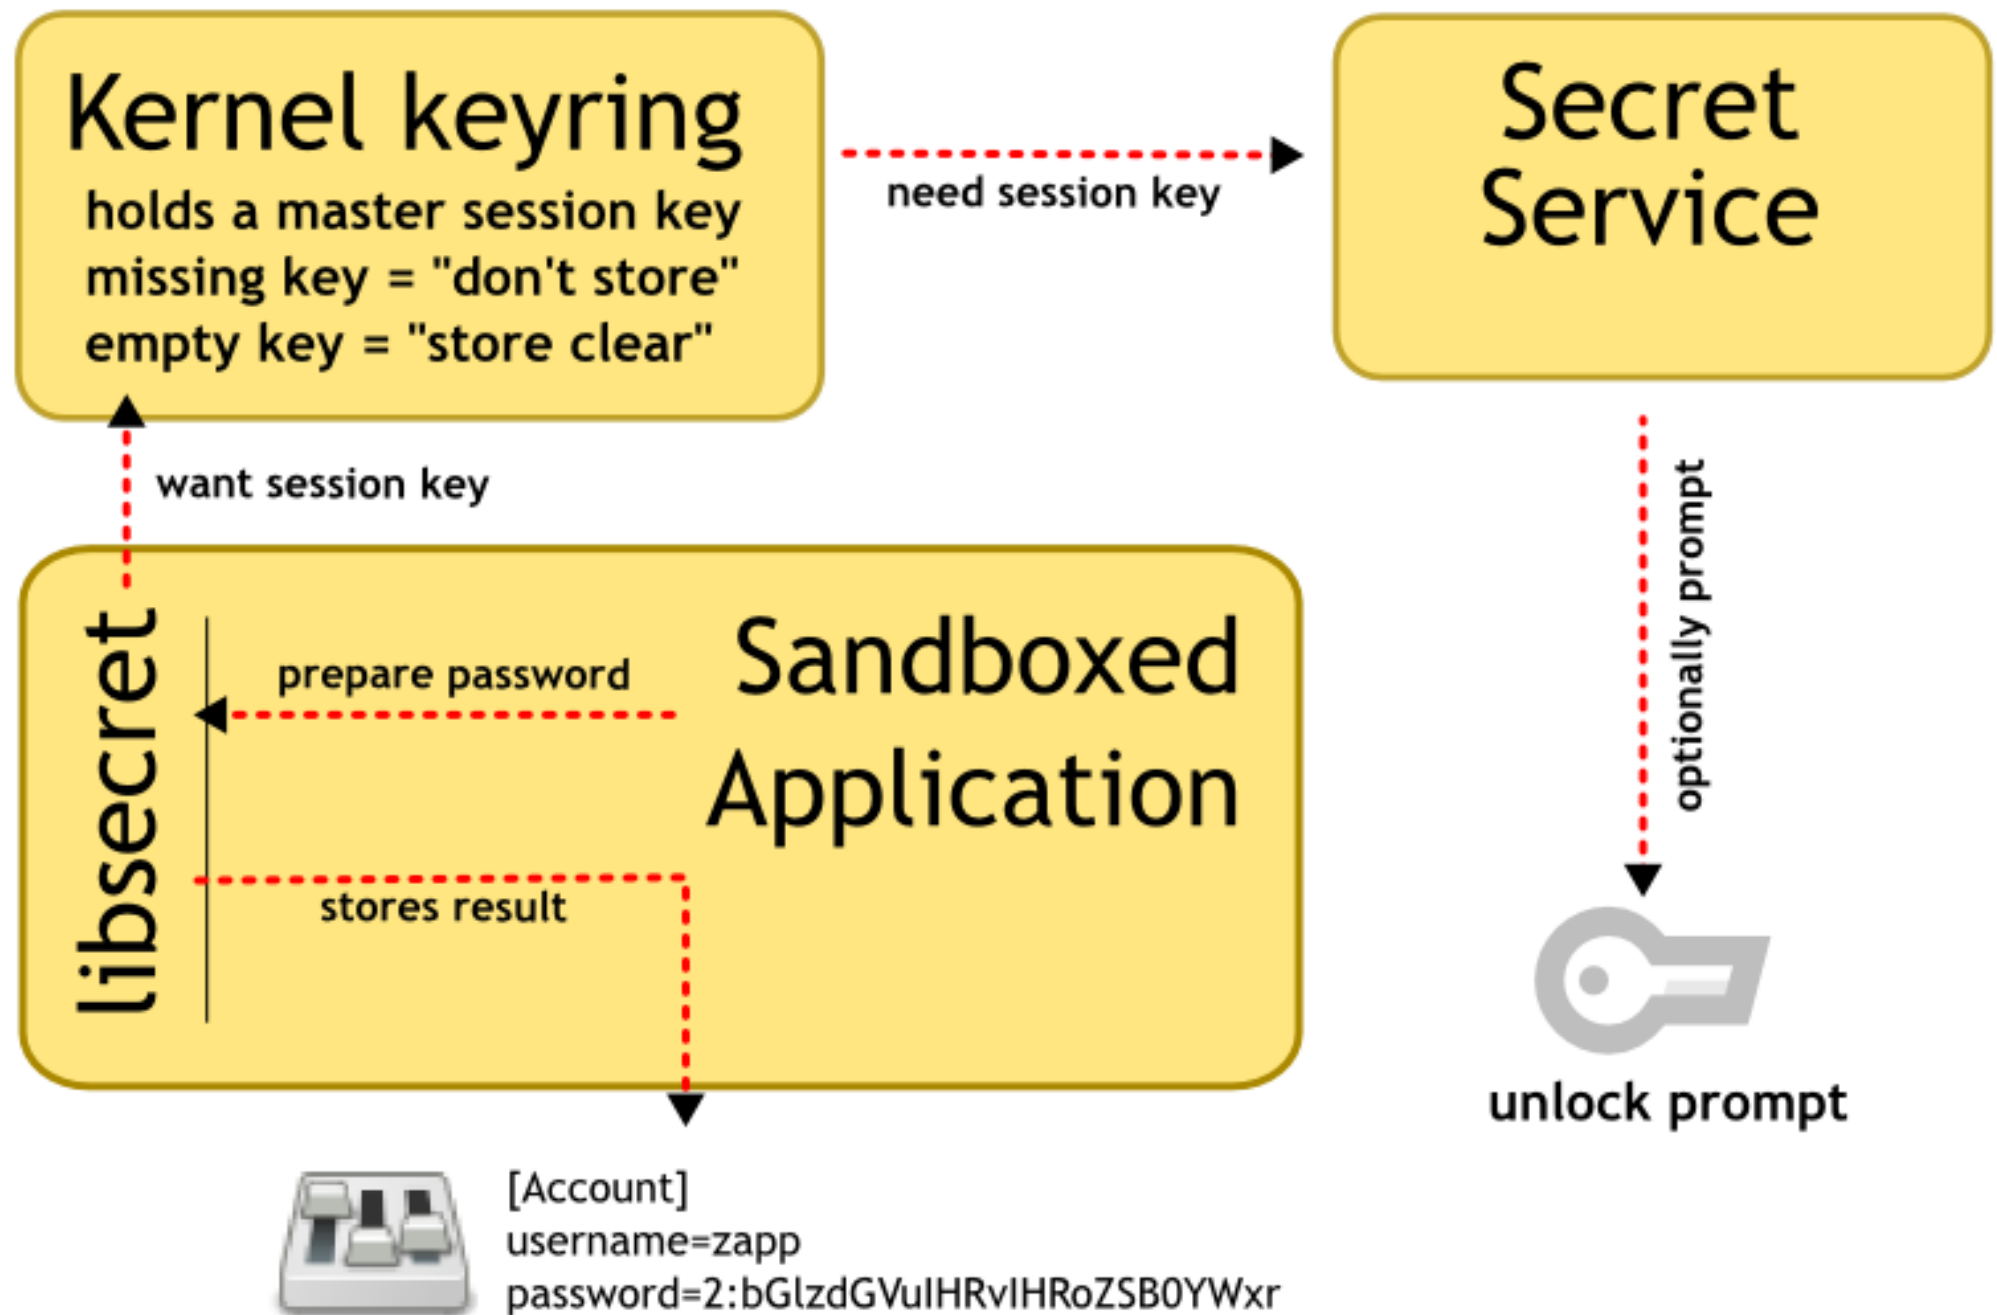 Kernel keyring
holds a master session key
missing key = "don't store"
empty key = "store clear"
need session key
Secret
Service
want session key
optionally prompt
libsecret
prepare password
Sandboxed
Application
stores result
unlock prompt
[Account]
username=zapp
password=2:bGlzdGVuIHRvIHRoZSB0YWxr